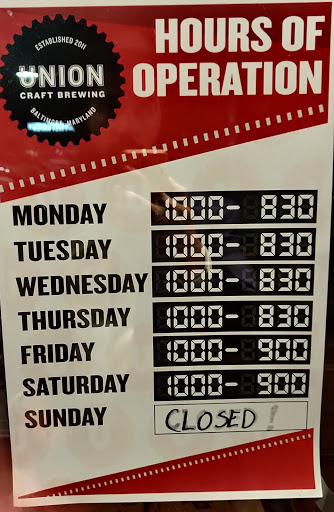 ESTABLISHED 2011
UNION
CRAFT BREWING
BALTIMORE, MARYLAND
HOURS OF
OPERATION
MONDAY 1000- 830
TUESDAY 1000- 830
WEDNESDAY 1000- 830
THURSDAY 1000- 830
FRIDAY 1000- 900
SATURDAY 1000- 900
SUNDAY CLOSED!